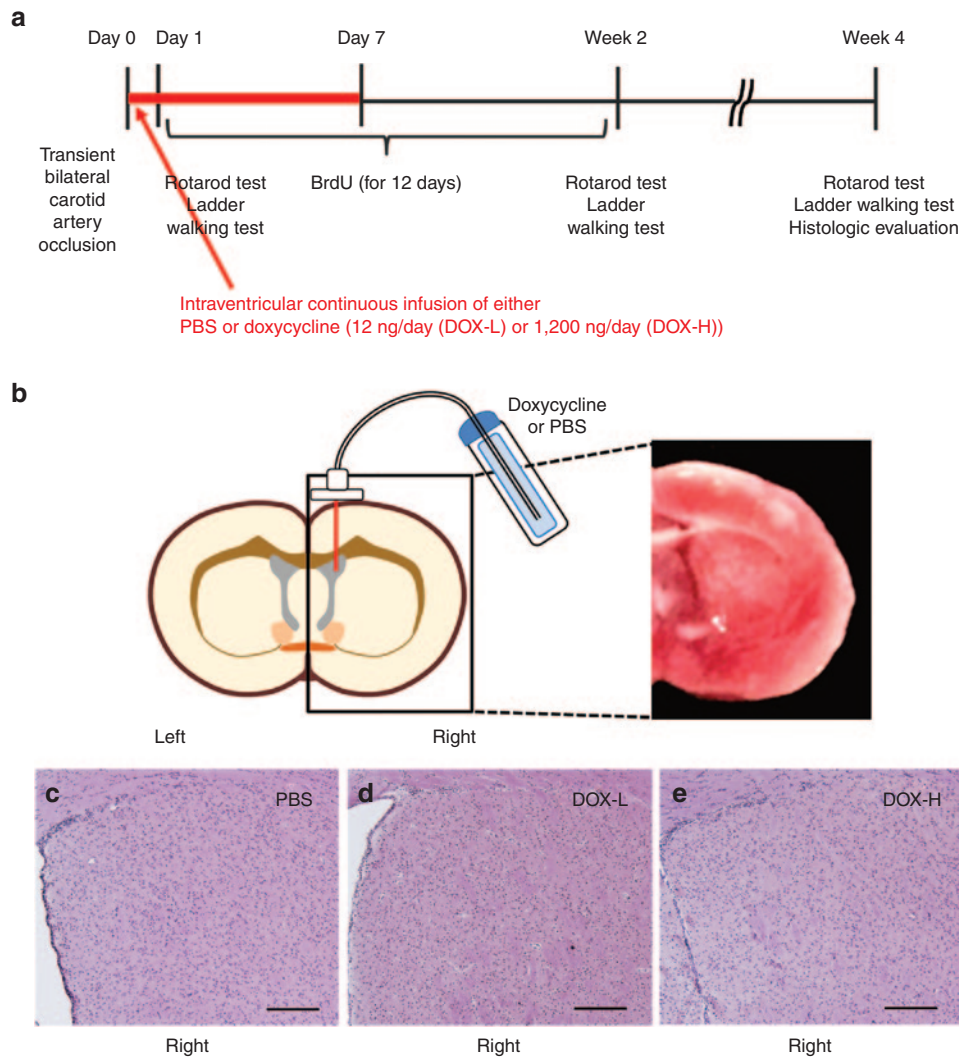 a
Day 0
Day 1
Day 7
Week 2
Week 4
Transient
bilateral
carotid
artery
occlusion
Rotarod test
Ladder
walking test
BrdU (for 12 days)
Rotarod test
Ladder
walking test
Rotarod test
Ladder walking test
Histologic evaluation
Intraventricular continuous infusion of either
PBS or doxycycline (12 ng/day (DOX-L) or 1,200 ng/day (DOX-H))
b
Doxycycline
or PBS
Left
Right
c
PBS
Right
d
DOX-L
Right
e
DOX-H
Right